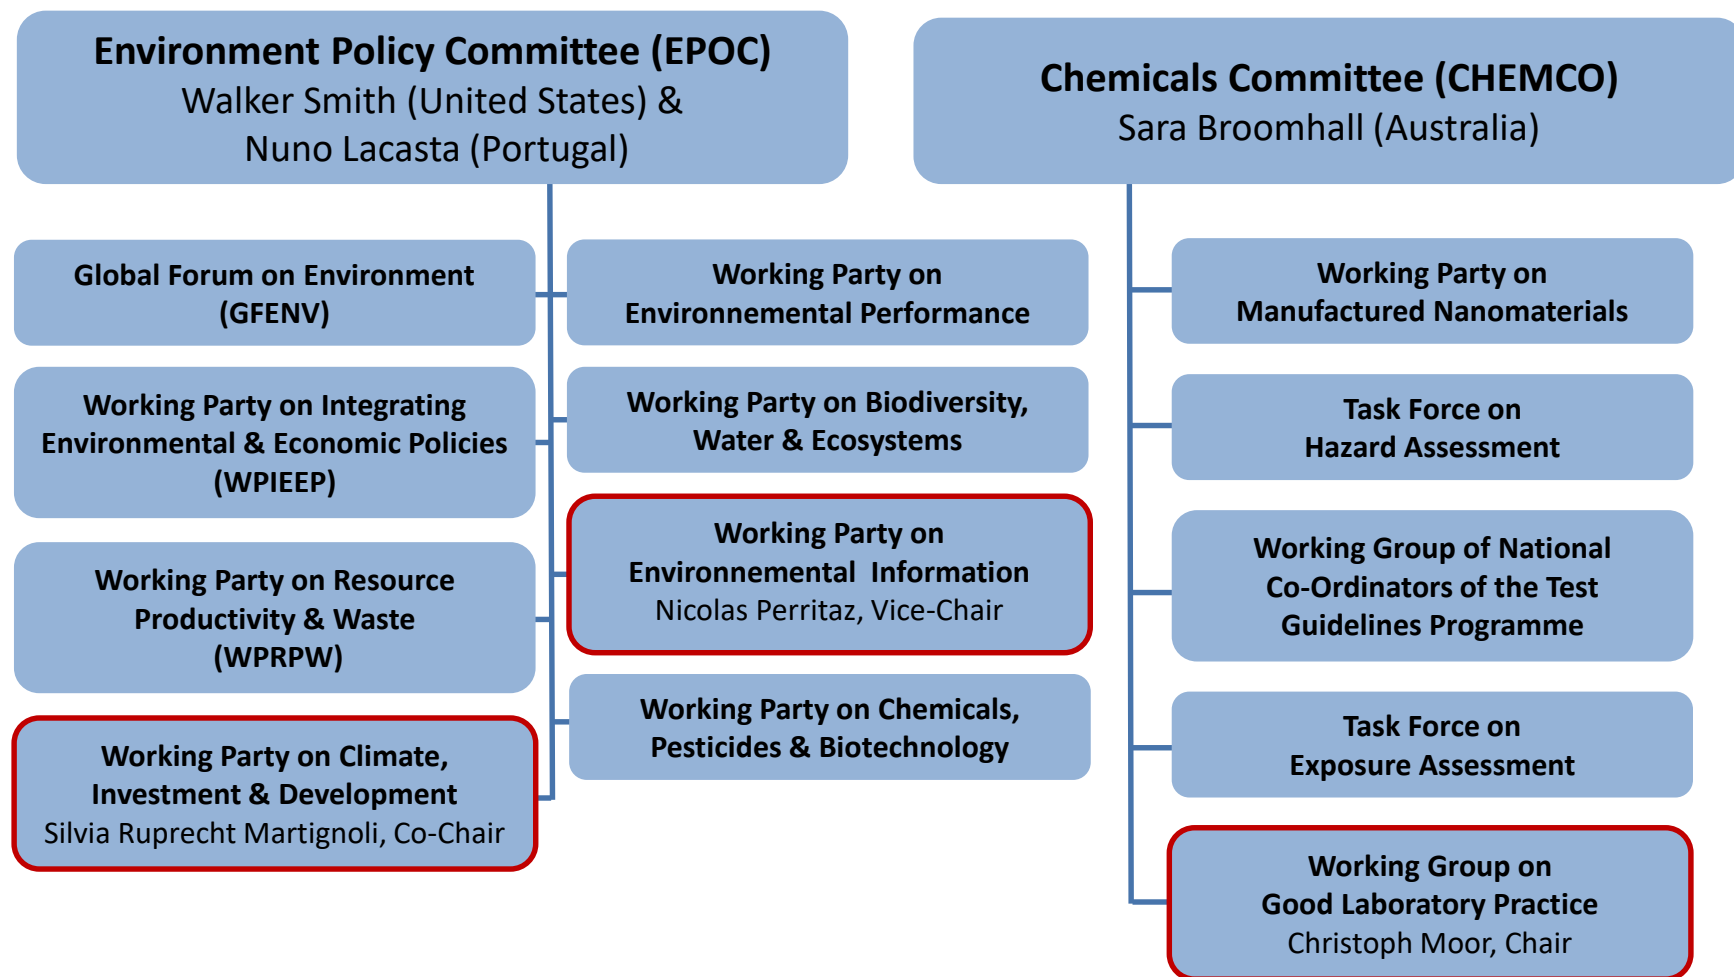 Environment Policy Committee (EPOC)
Walker Smith (United States) &
Nuno Lacasta (Portugal)
Global Forum on Environment
(GFENV)
Working Party on Integrating
Environmental & Economic Policies
(WPIEEP)
Working Party on Resource
Productivity & Waste
(WPRPW)
Working Party on Climate,
Investment & Development
Silvia Ruprecht Martignoli, Co-Chair
Working Party on
Environnemental Performance
Working Party on Biodiversity,
Water & Ecosystems
Working Party on
Environnemental Information
Nicolas Perritaz, Vice-Chair
Working Party on Chemicals,
Pesticides & Biotechnology
Chemicals Committee (CHEMCO)
Sara Broomhall (Australia)
Working Party on
Manufactured Nanomaterials
Task Force on
Hazard Assessment
Working Group of National
Co-Ordinators of the Test
Guidelines Programme
Task Force on
Exposure Assessment
Working Group on
Good Laboratory Practice
Christoph Moor, Chair